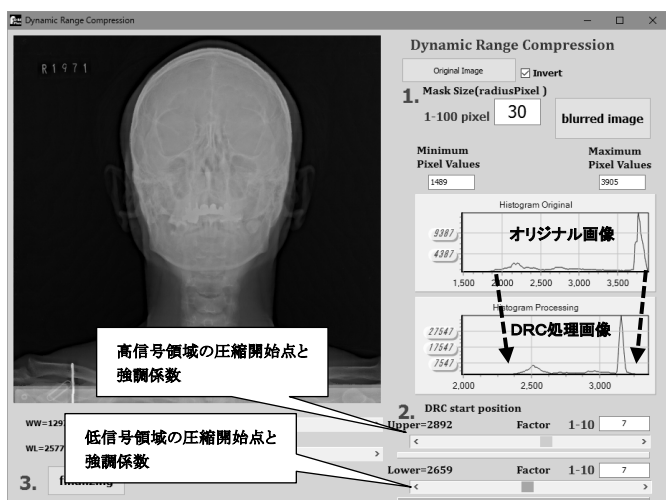 Dynamic Range Compression
R1971
Dynamic Range Compression
Original Image
Invert
1.
Mask Size(radiusPixel )
1-100 pixel
30
blurred image
Minimum
Pixel Values
Maximum
Pixel Values
1489
3905
Histogram Original
オリジナル画像
9387
4387
1,500 2,000 2,500 3,000 3,500
Histogram Processing
DRC処理画像
27547
17547
7547
2,000 2,500 3,000
高信号領域の圧縮開始点と
強調係数
2.
DRC start position
Upper=2892 Factor 1-10 7
低信号領域の圧縮開始点と
強調係数
Lower=2659 Factor 1-10 7
WL=2577
3.